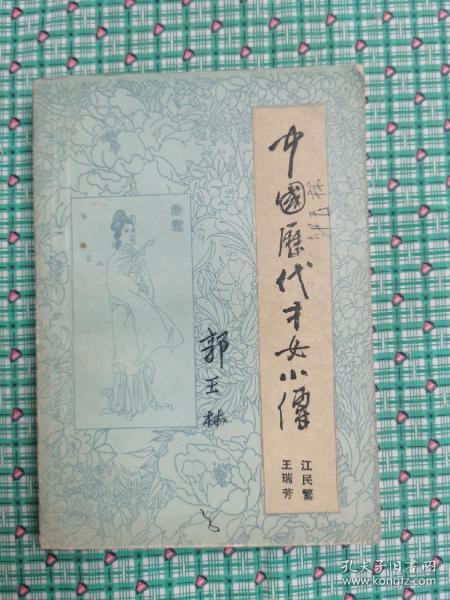 中國歷代才女小傳
江民繁
王瑞芳
郭玉林
孔夫子旧书网
www.kongfz.com